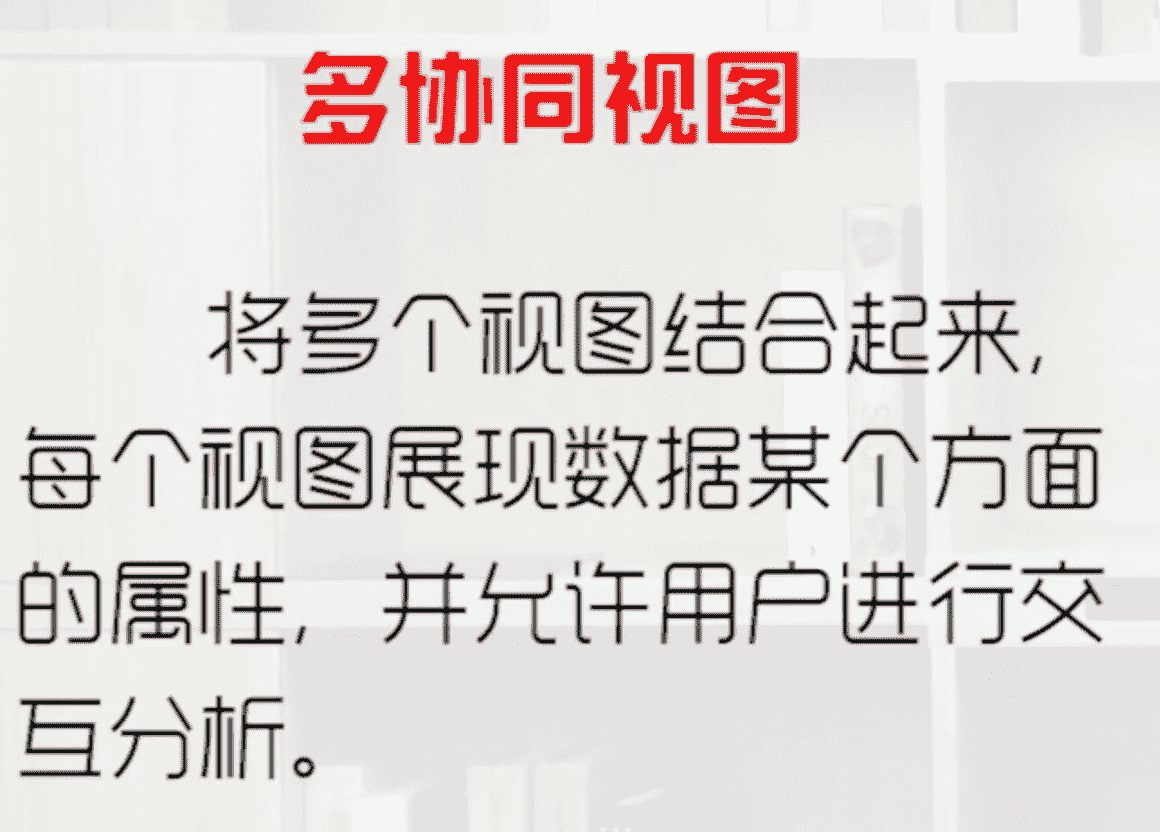 多协同视图
将多个视图结合起来,
每个视图展现数据某个方面
的属性, 并允许用户进行交
互分析。